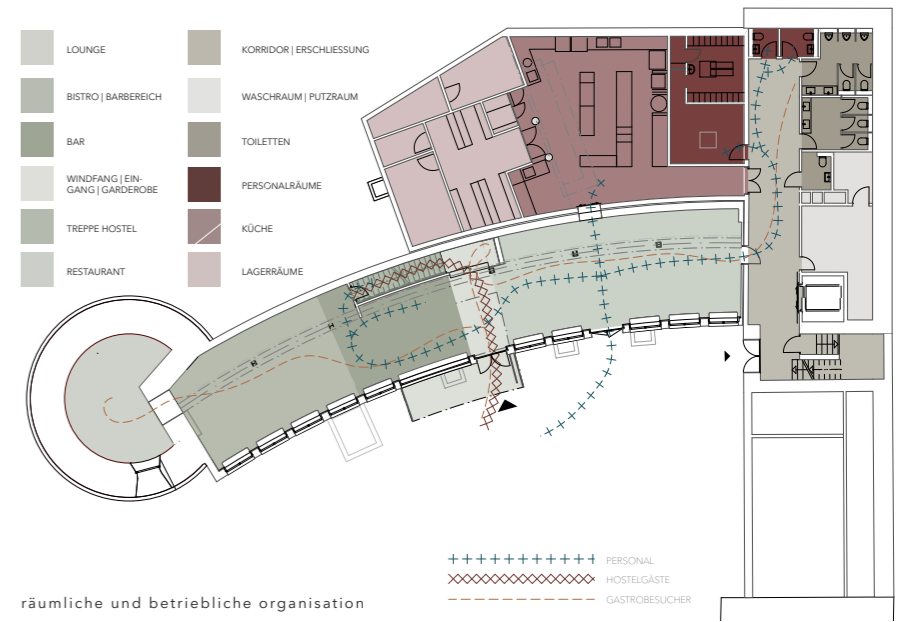 LOUNGE
BISTRO | BARBEREICH
BAR
WINDFANG | EIN-
GANG | GARDEROBE
TREPPE HOSTEL
RESTAURANT
KORRIDOR | ERSCHLIESSUNG
WASCHRAUM | PUTZRAUM
TOILETTEN
PERSONALRÄUME
KÜCHE
LAGERRÄUME
PERSONAL
HOSTELGÄSTE
GASTROBESUCHER
räumliche und betriebliche organisation